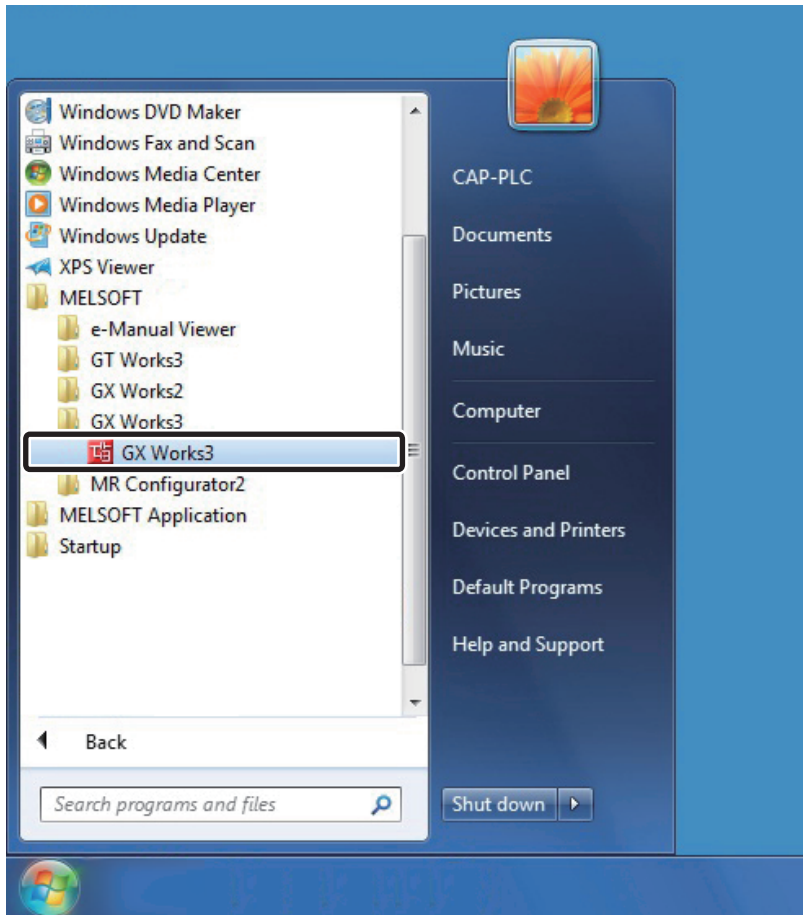 Windows DVD Maker
Windows Fax and Scan
Windows Media Center
Windows Media Player
Windows Update
XPS Viewer
MELSOFT
e-Manual Viewer
GT Works3
GX Works2
GX Works3
GX Works3
MR Configurator2
MELSOFT Application
Startup
Back
Search programs and files
CAP-PLC
Documents
Pictures
Music
Computer
Control Panel
Devices and Printers
Default Programs
Help and Support
Shut down